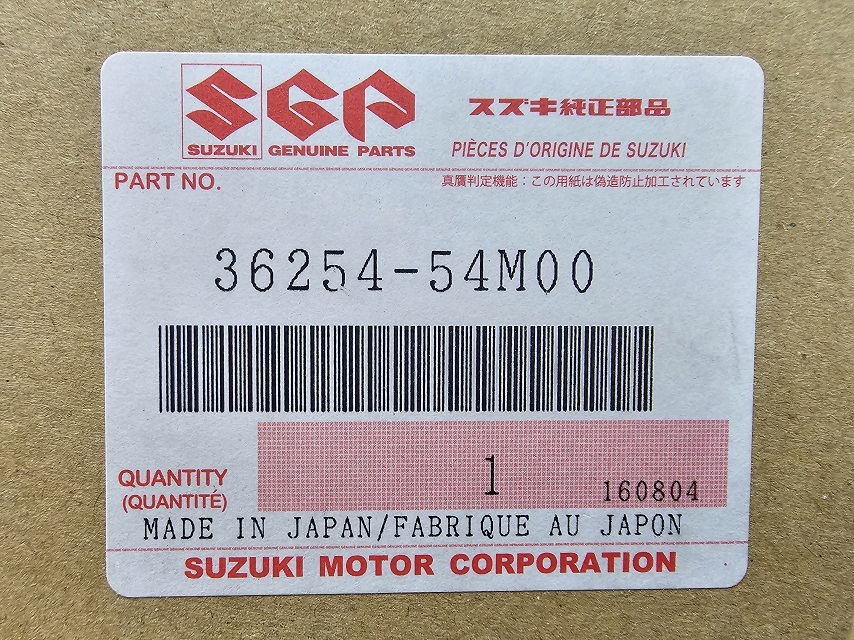 SGP
スズキ純正部品
SUZUKI GENUINE PARTS
PIÈCES D'ORIGINE DE SUZUKI
PART NO.
真贋判定機能：この用紙は偽造防止加工されています
36254-54M00
QUANTITY
(QUANTITÉ)
1
160804
MADE IN JAPAN/FABRIQUE AU JAPON
SUZUKI MOTOR CORPORATION